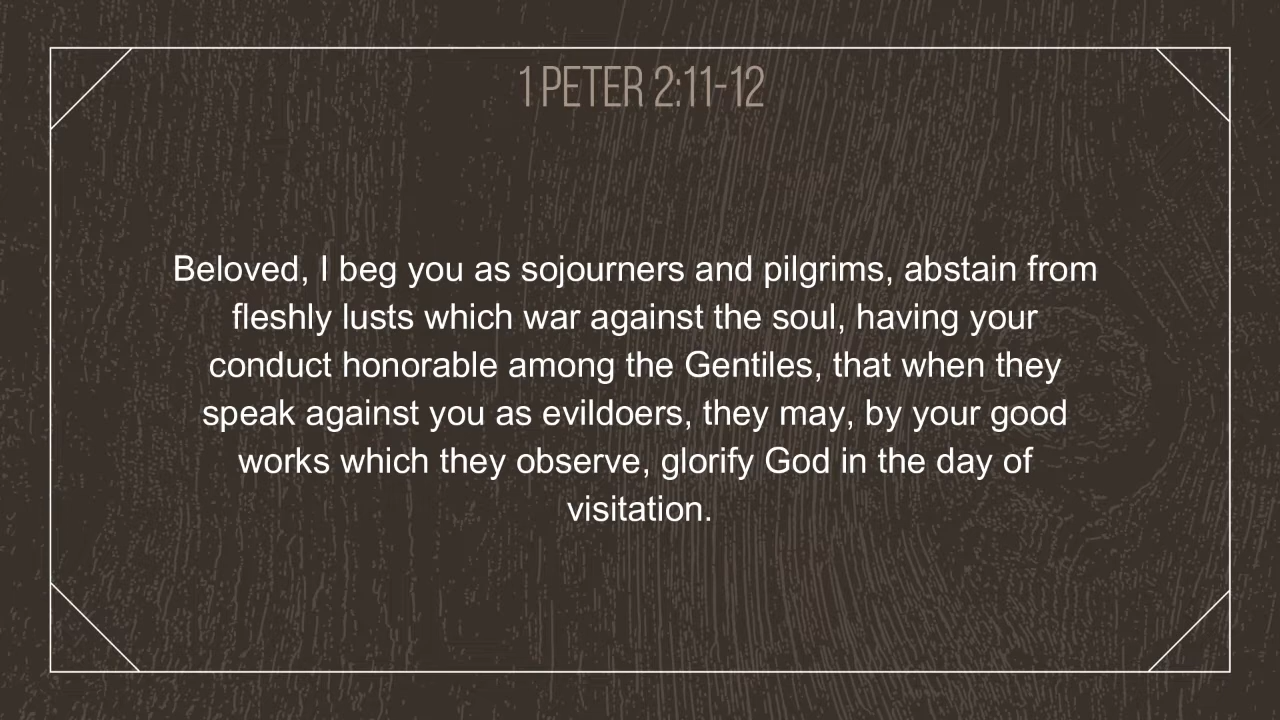 1 PETER 2:11-12
Beloved, I beg you as sojourners and pilgrims, abstain from
fleshly lusts which war against the soul, having your
conduct honorable among the Gentiles, that when they
speak against you as evildoers, they may, by your good
works which they observe, glorify God in the day of
visitation.